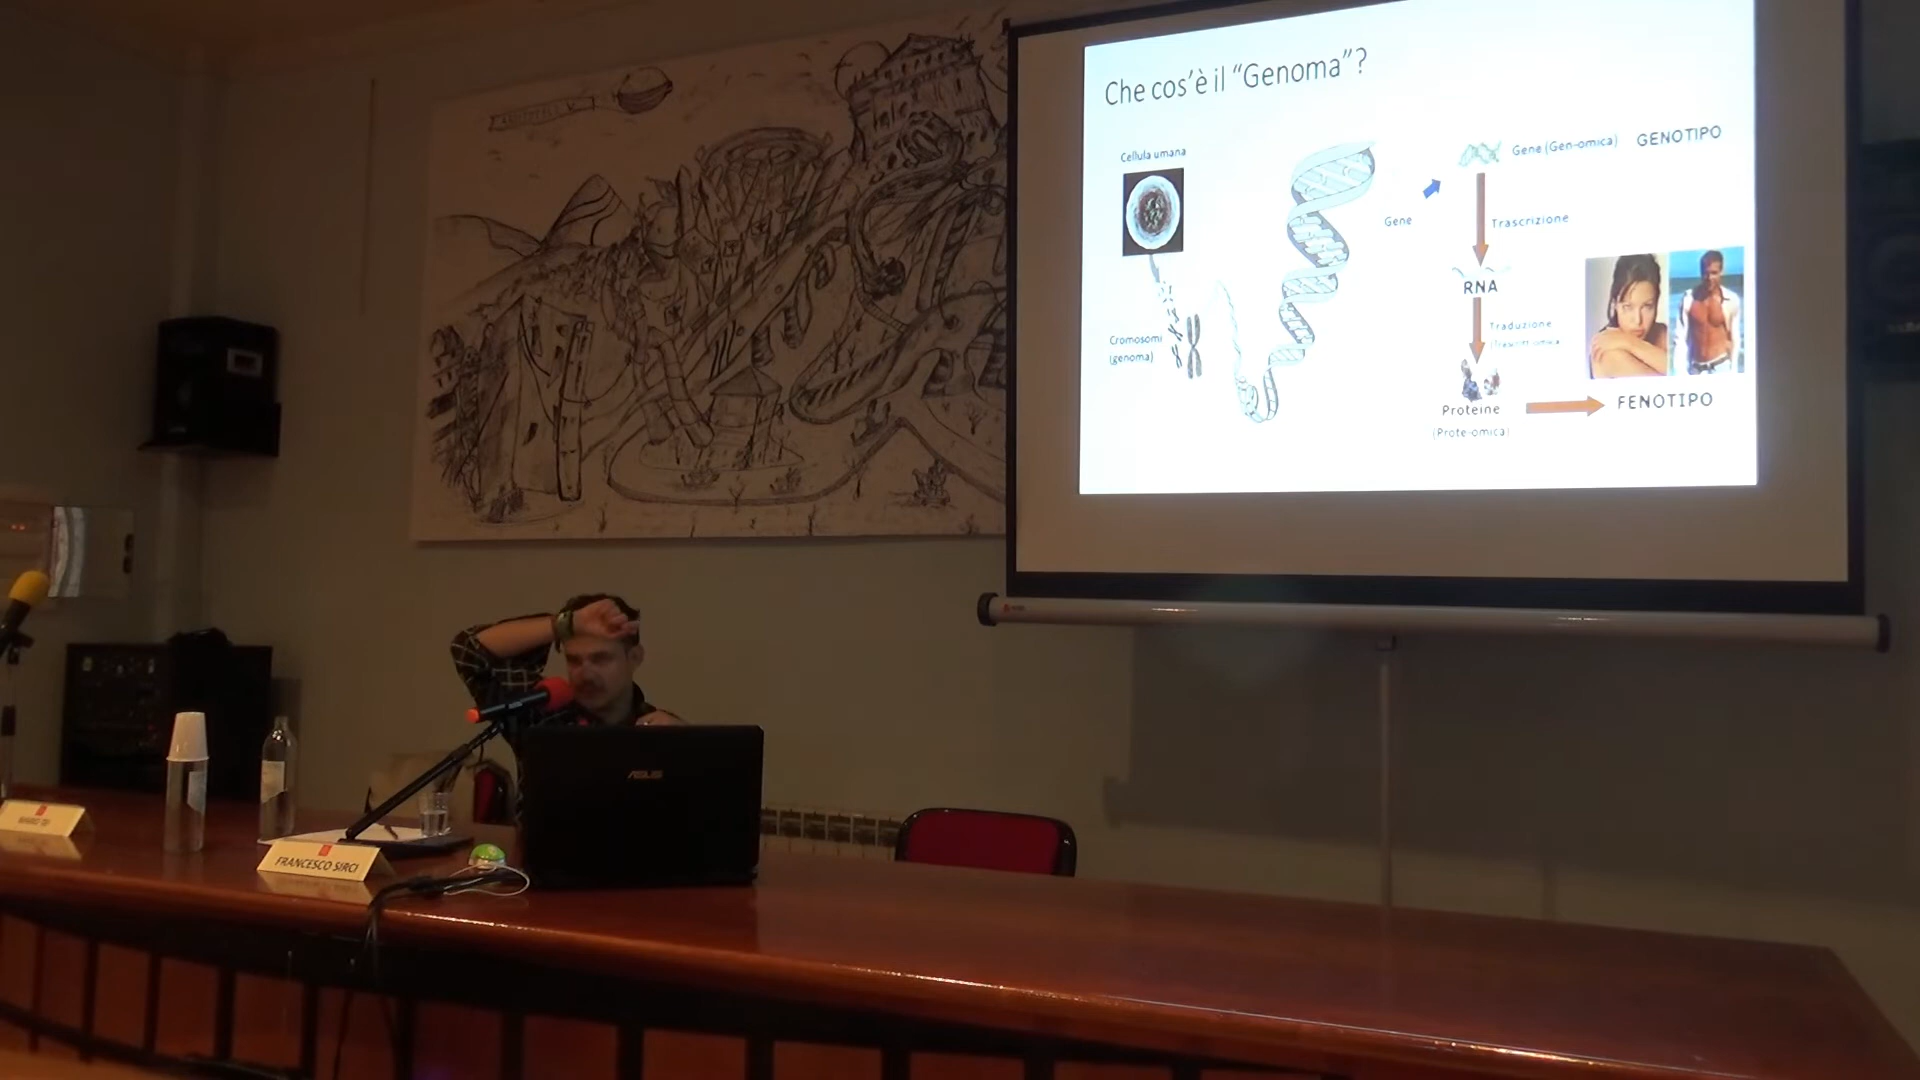 Che cos'è il “Genoma”?
Cellula umana
Cromosomi
(genoma)
Gene
Gene (Gen-omica)
GENOTIPO
Trascrizione
RNA
Traduzione
Proteine
(Prote-omica)
FENOTIPO
ASUS
FRANCESCO SIRCI